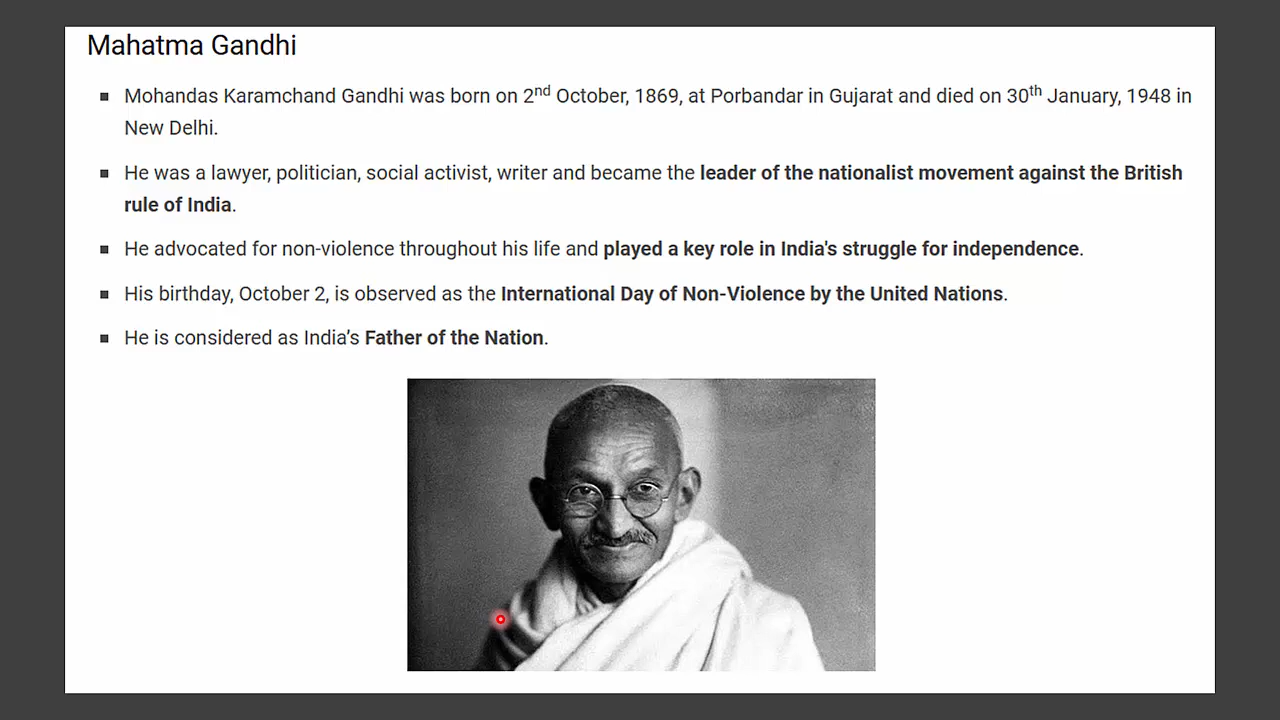 Mahatma Gandhi
▪ Mohandas Karamchand Gandhi was born on 2nd October, 1869, at Porbandar in Gujarat and died on 30th January, 1948 in
New Delhi.
▪ He was a lawyer, politician, social activist, writer and became the leader of the nationalist movement against the British
rule of India.
▪ He advocated for non-violence throughout his life and played a key role in India's struggle for independence.
▪ His birthday, October 2, is observed as the International Day of Non-Violence by the United Nations.
▪ He is considered as India’s Father of the Nation.